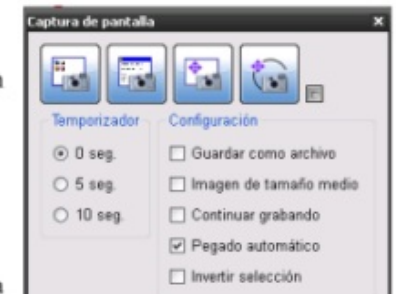 Captura de pantalla
Temporizador
0 seg.
5 seg.
10 seg.
Configuración
Guardar como archivo
Imagen de tamaño medio
Continuar grabando
Pegado automático
Invertir selección